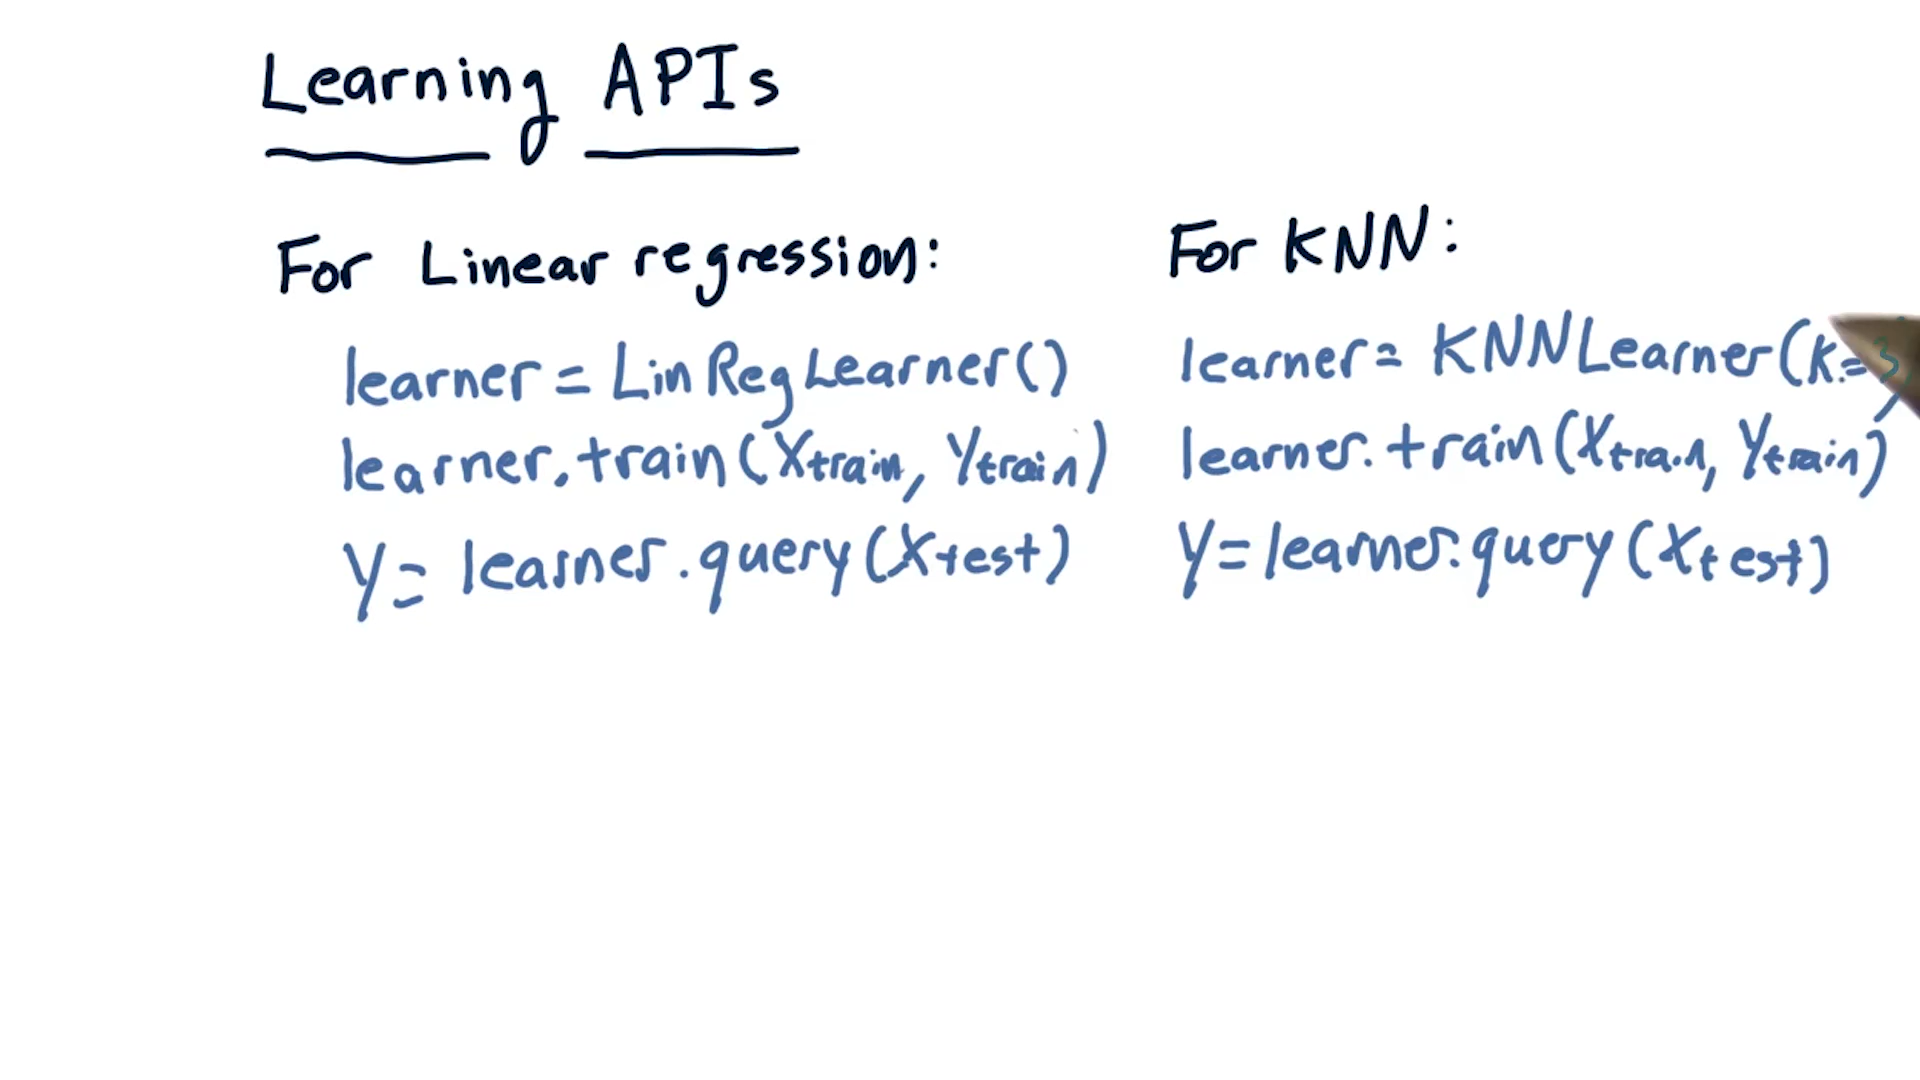 Learning APIs
For Linear regression:
learner = LinRegLearner()
learner.train(Xtrain, Ytrain)
Y = learner.query(Xtest)
For KNN:
learner = KNNLearner(k=3)
learner.train(Xtrain, Ytrain)
Y = learner.query(Xtest)